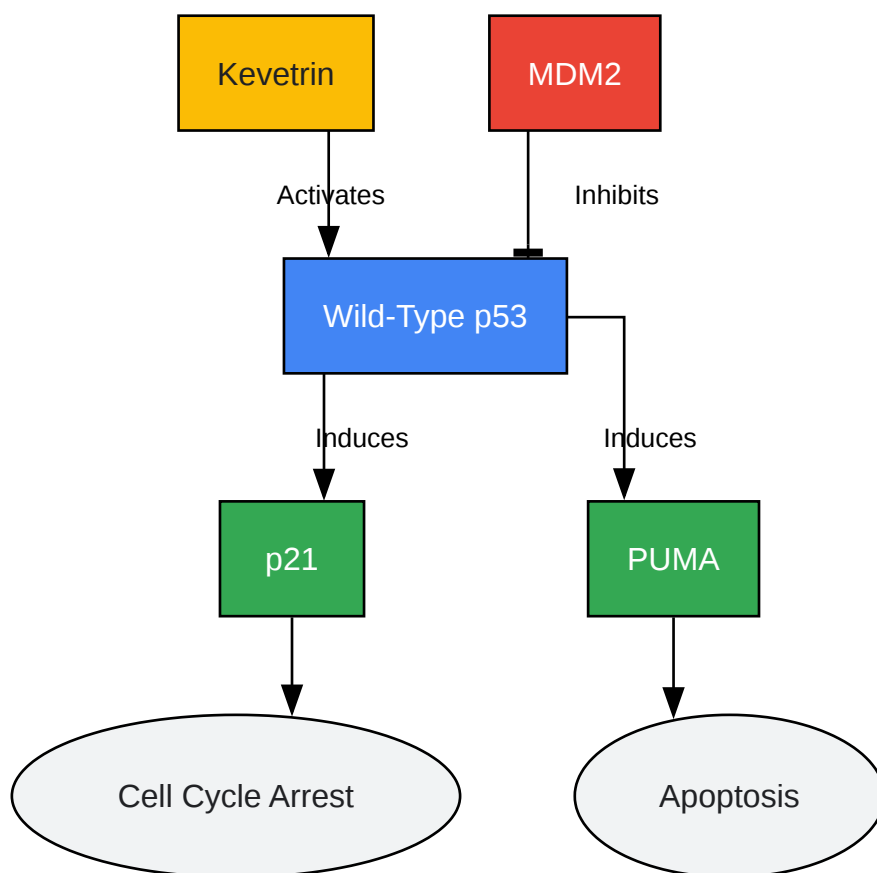 Kevetrin
MDM2
Activates
Inhibits
Wild-Type p53
Induces
Induces
p21
PUMA
Cell Cycle Arrest
Apoptosis